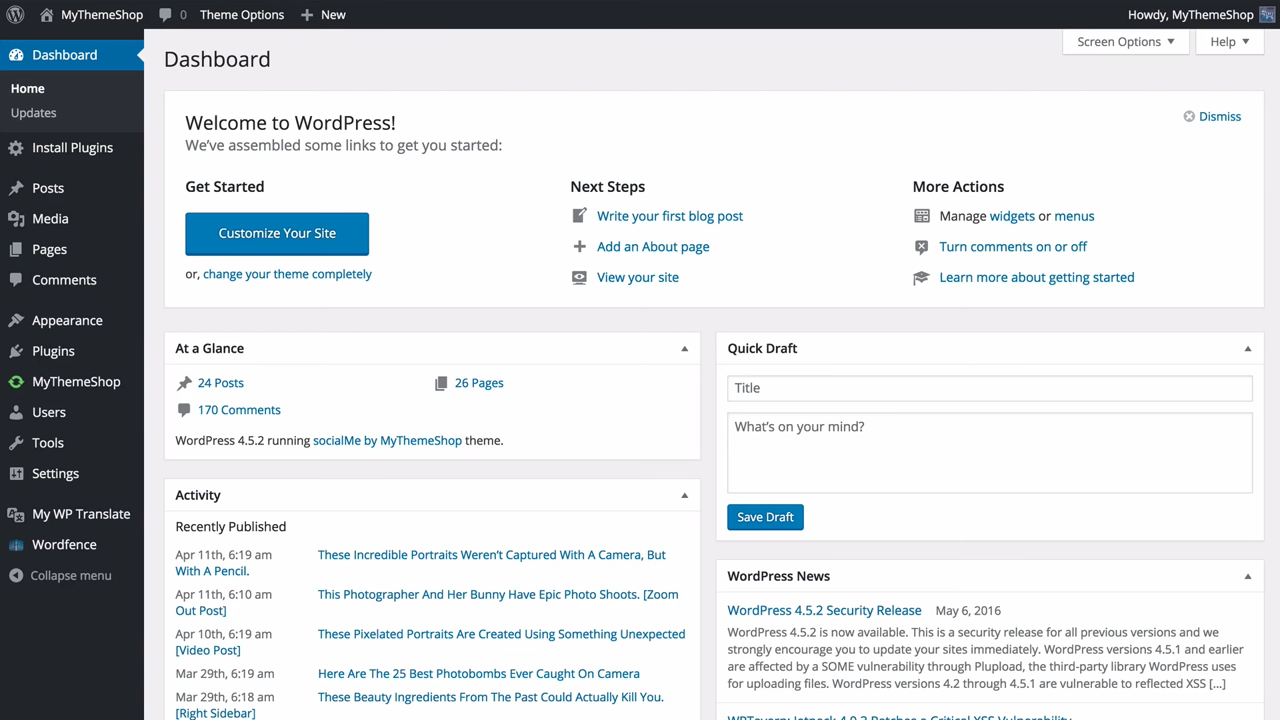 MyThemeShop 0 Theme Options New Howdy, MyThemeShop
Dashboard
Home
Updates
Install Plugins
Posts
Media
Pages
Comments
Appearance
Plugins
MyThemeShop
Users
Tools
Settings
My WP Translate
Wordfence
Collapse menu
Screen Options Help
Dashboard
Welcome to WordPress!
Dismiss
We've assembled some links to get you started:
Get Started
Customize Your Site
or, change your theme completely
Next Steps
Write your first blog post
Add an About page
View your site
More Actions
Manage widgets or menus
Turn comments on or off
Learn more about getting started
At a Glance
24 Posts 26 Pages
170 Comments
WordPress 4.5.2 running socialMe by MyThemeShop theme.
Activity
Recently Published
Apr 11th, 6:19 am These Incredible Portraits Weren't Captured With A Camera, But
With A Pencil.
Apr 11th, 6:10 am This Photographer And Her Bunny Have Epic Photo Shoots. [Zoom
Out Post]
Apr 10th, 6:19 am These Pixelated Portraits Are Created Using Something Unexpected
[Video Post]
Mar 29th, 6:19 am Here Are The 25 Best Photobombs Ever Caught On Camera
Mar 29th, 6:18 am These Beauty Ingredients From The Past Could Actually Kill You.
[Right Sidebar]
Quick Draft
Title
What's on your mind?
Save Draft
WordPress News
WordPress 4.5.2 Security Release May 6, 2016
WordPress 4.5.2 is now available. This is a security release for all previous versions and we
strongly encourage you to update your sites immediately. WordPress versions 4.5.1 and earlier
are affected by a SOME vulnerability through Plupload, the third-party library WordPress uses
for uploading files. WordPress versions 4.2 through 4.5.1 are vulnerable to reflected XSS [...]
WPTavern: Jetpack 4.0.3 Patches a Critical XSS Vulnerability